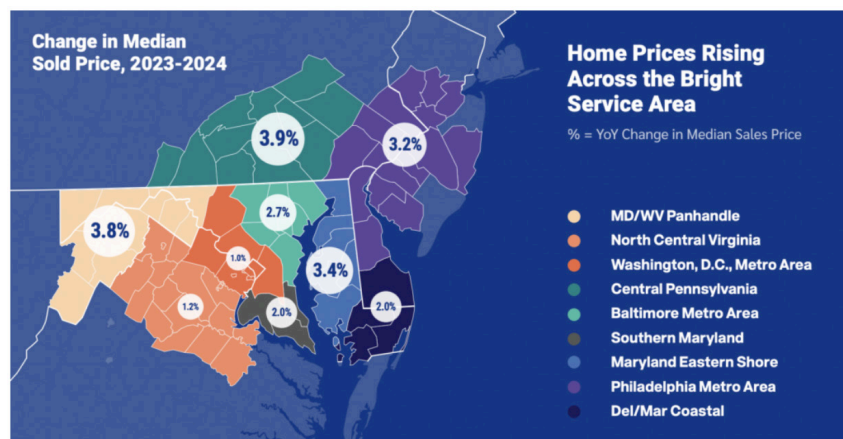 Change in Median
Sold Price, 2023-2024
Home Prices Rising
Across the Bright
Service Area
% = YoY Change in Median Sales Price
3.9%
3.2%
3.8%
2.7%
1.0%
3.4%
1.2%
2.0%
2.0%
MD/WV Panhandle
North Central Virginia
Washington, D.C., Metro Area
Central Pennsylvania
Baltimore Metro Area
Southern Maryland
Maryland Eastern Shore
Philadelphia Metro Area
Del/Mar Coastal